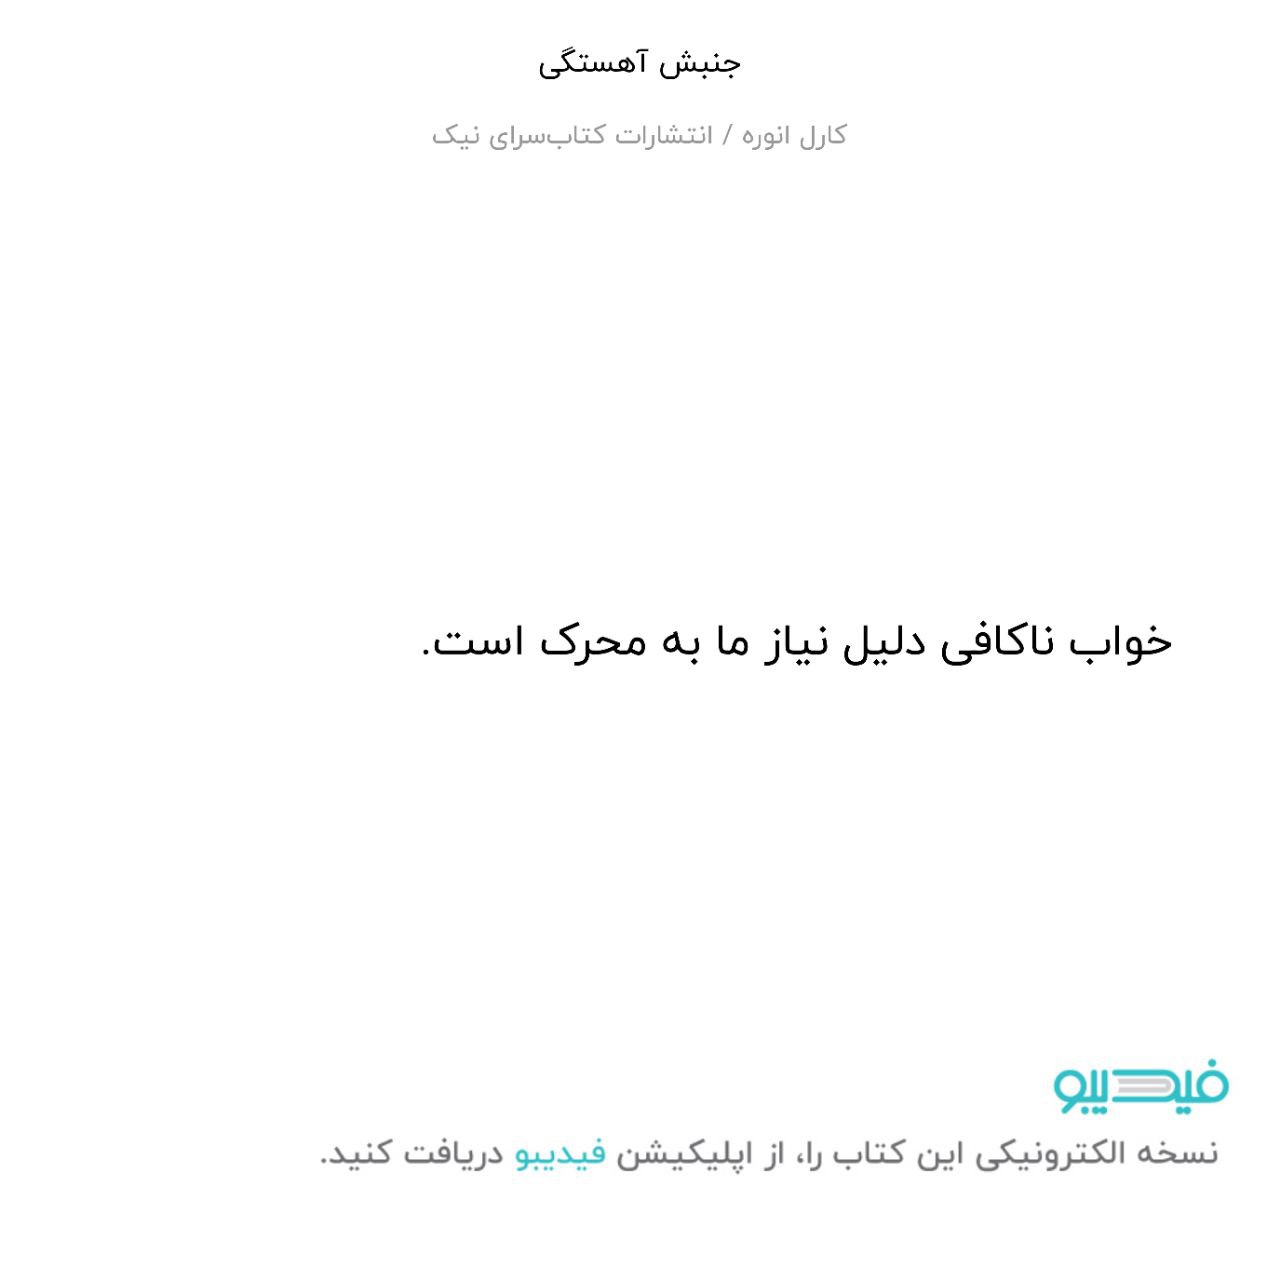 جنبش آهستگی
کارل انوره / انتشارات کتاب‌سرای نیک
خواب ناکافی دلیل نیاز ما به محرک است.
فیدیبو
نسخه الکترونیکی این کتاب را، از اپلیکیشن فیدیبو دریافت کنید.